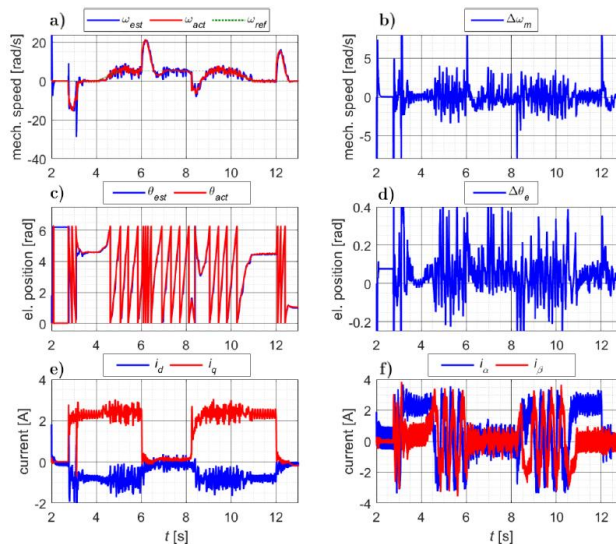 a) ω_est ω_act ω_ref
mech. speed [rad/s]
20
0
-20
-40
2 4 6 8 10 12
b) Δω_m
mech. speed [rad/s]
5
0
-5
2 4 6 8 10 12
c) θ_est θ_act
el. position [rad]
6
4
2
0
2 4 6 8 10 12
d) Δθ_e
el. position [rad]
0.4
0.2
0
-0.2
2 4 6 8 10 12
e) i_d i_q
current [A]
4
2
0
-2
2 4 6 8 10 12
t [s]
f) i_α i_β
current [A]
4
2
0
-2
-4
2 4 6 8 10 12
t [s]